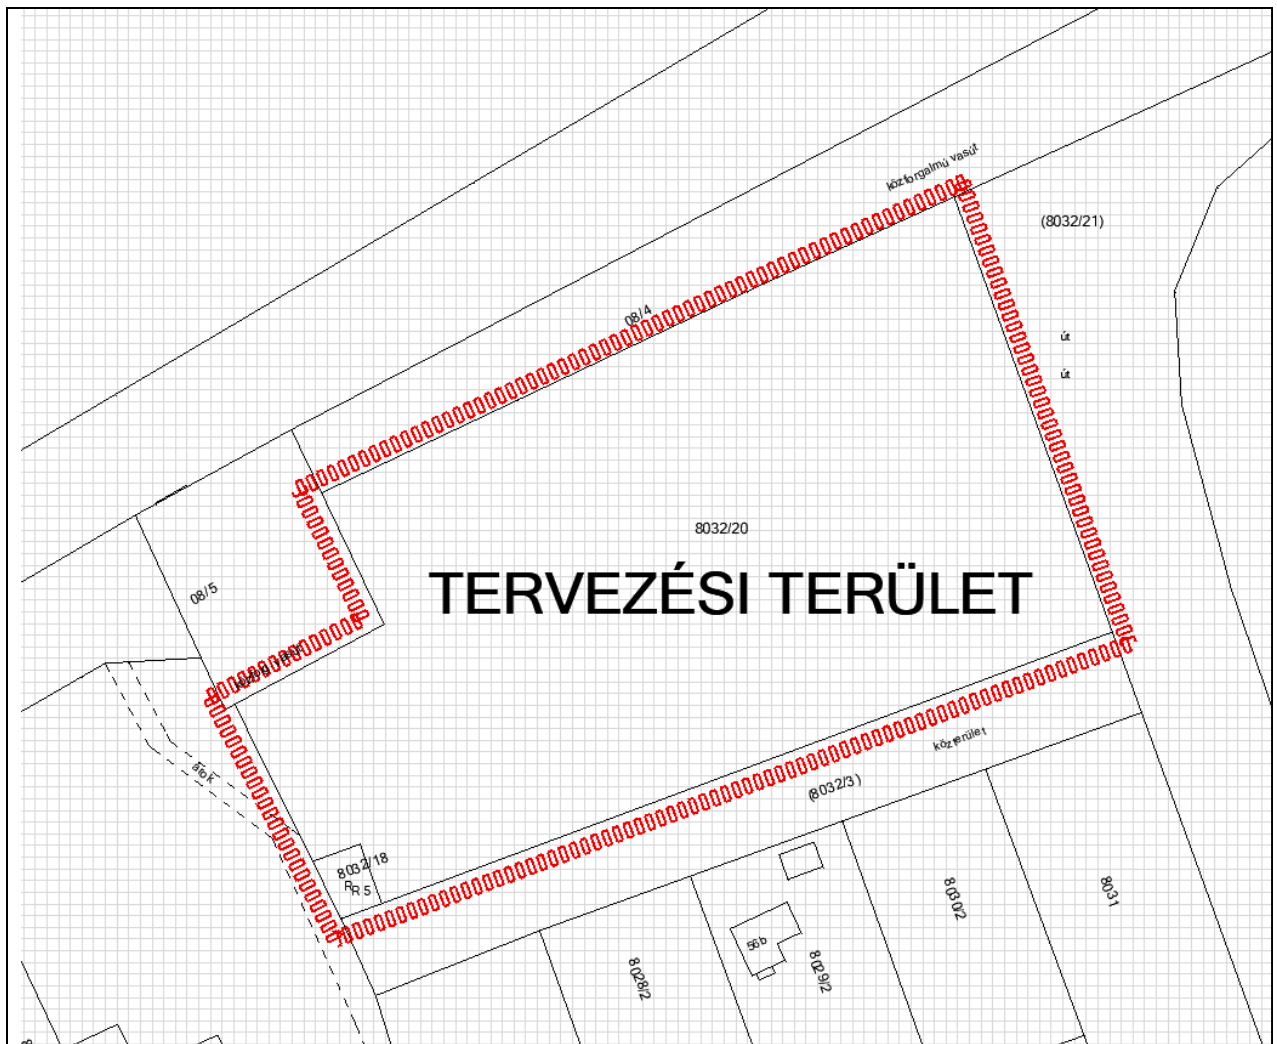 közforgalmú vasút
(8032/21)
08/4
út
út
8032/20
TERVEZÉSI TERÜLET
08/5
közterület
árok
(8032/3)
8032/18
R
R 5
56b
8028/2
8029/2
8030/2
8031